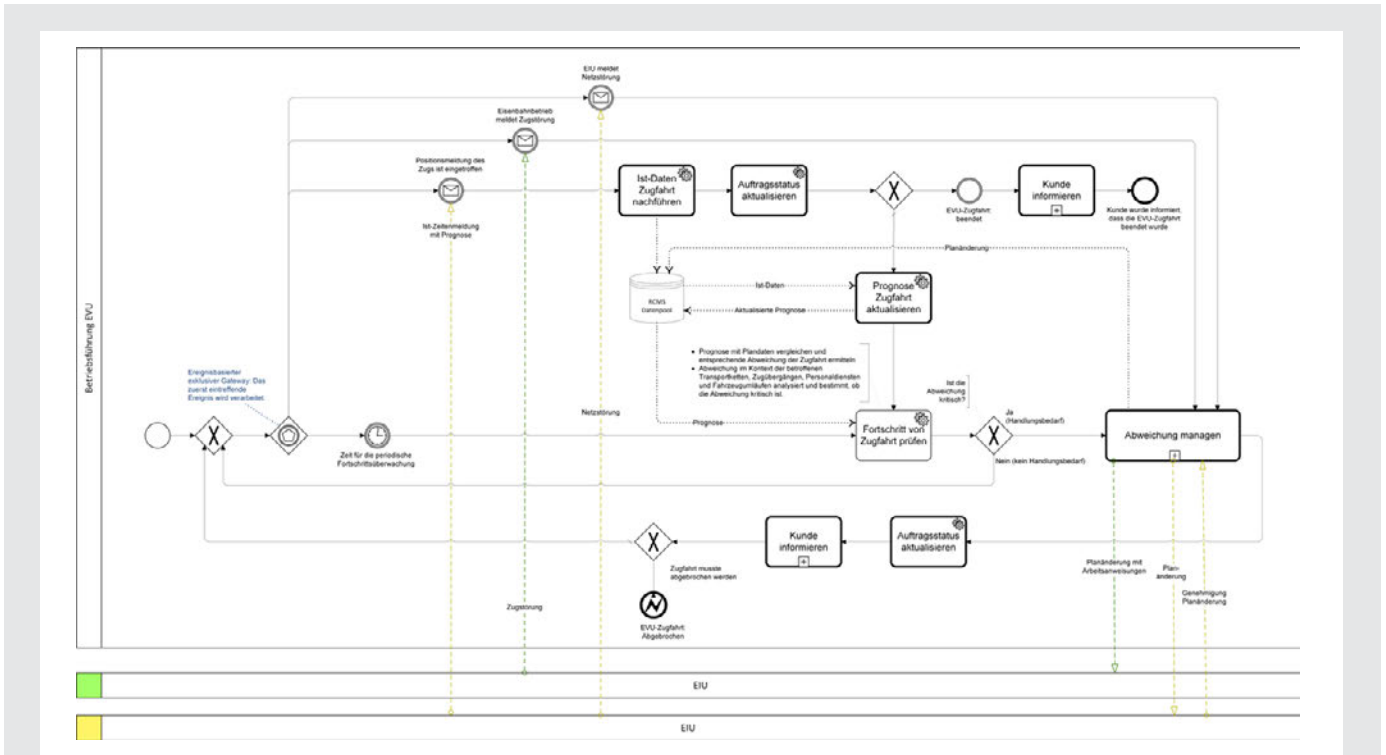 Betriebsführung EVU
EIU meldet
Netzstörung
Eisenbahnbetrieb
meldet Zugstörung
Positionsmeldung des
Zugs ist eingetroffen
Ist-Zeitenmeldung
mit Prognose
Ist-Daten
Zugfahrt
nachführen
Auftragsstatus
aktualisieren
X
EVU-Zugfahrt
beendet
Kunde
informieren
Kunde wurde informiert,
dass die EVU-Zugfahrt
beendet wurde
Planänderung
RCMS
Datenpool
Ist-Daten
Aktualisierte Prognose
Prognose
Zugfahrt
aktualisieren
• Prognose mit Plandaten vergleichen und
entsprechende Abweichung der Zugfahrt ermitteln
• Abweichung im Kontext der betroffenen
Transportketten, Zugübergängen, Personaldiensten
und Fahrzeugumläufen analysiert und bestimmt, ob
die Abweichung kritisch ist.
Ereignisbasierter
exklusiver Gateway: Das
zuerst eintreffende
Ereignis wird verarbeitet.
X
Zeit für die periodische
Fortschrittsüberwachung
Netzstörung
Prognose
Fortschritt von
Zugfahrt prüfen
Ist die
Abweichung
kritisch?
X
Ja
(Handlungsbedarf)
Nein (kein Handlungsbedarf)
Abweichung managen
X
Zugfahrt musste
abgebrochen werden
Kunde
informieren
Auftragsstatus
aktualisieren
EVU-Zugfahrt
Abgebrochen
Zugstörung
Planänderung mit
Arbeitsanweisungen
Plan-
änderung
Genehmigung
Planänderung
EIU
EIU